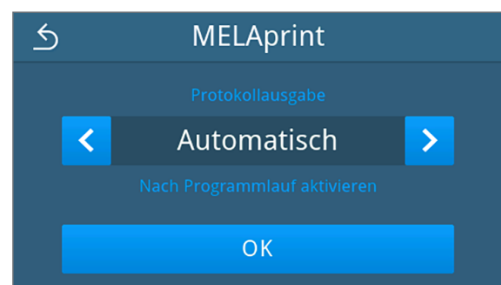 MELAprint
Protokollausgabe
Automatisch
Nach Programmlauf aktivieren
OK